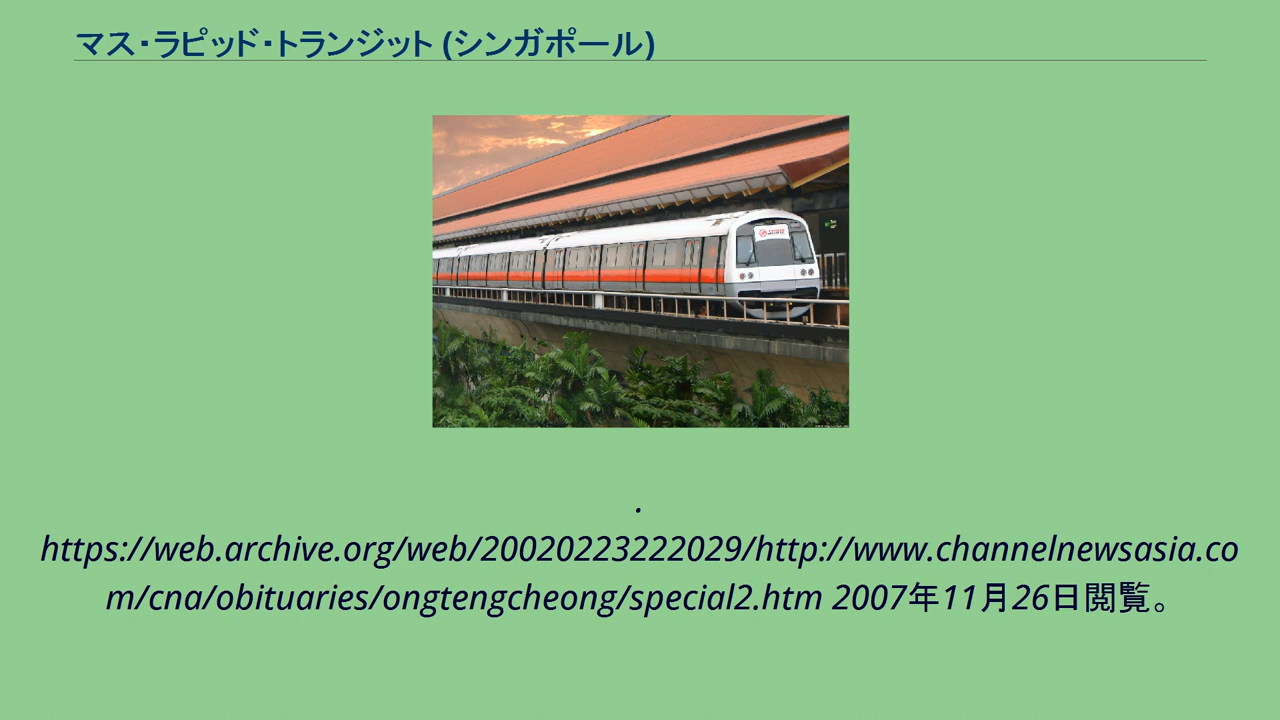 マス・ラピッド・トランジット (シンガポール)
.
https://web.archive.org/web/20020223222029/http://www.channelnewsasia.co
m/cna/obituaries/ongtengcheong/special2.htm 2007年11月26日閲覧。